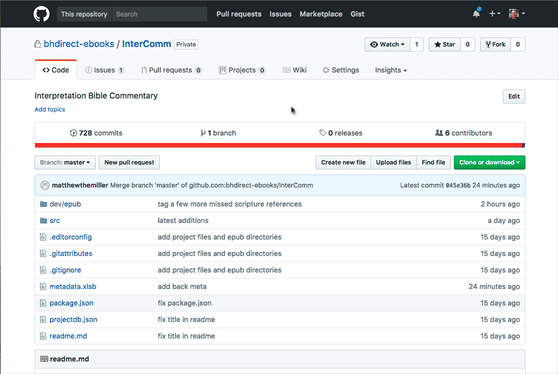 This repository Search Pull requests Issues Marketplace Gist
bhdirect-ebooks / InterComm Private Watch 1 Star 0 Fork 0
Code Issues 1 Pull requests 0 Projects 0 Wiki Settings Insights
Interpretation Bible Commentary Edit
Add topics
728 commits 1 branch 0 releases 6 contributors
Branch: master New pull request Create new file Upload files Find file Clone or download
matthewthemiller Merge branch 'master' of github.com:bhdirect-ebooks/InterComm Latest commit 045e36b 24 minutes ago
dev/epub tag a few more missed scripture references 2 hours ago
src latest additions a day ago
.editorconfig add project files and epub directories 15 days ago
.gitattributes add project files and epub directories 15 days ago
.gitignore add project files and epub directories 15 days ago
metadata.xlsb add back meta 24 minutes ago
package.json fix package.json 15 days ago
projectdb.json fix title in readme 15 days ago
readme.md fix title in readme 15 days ago
readme.md